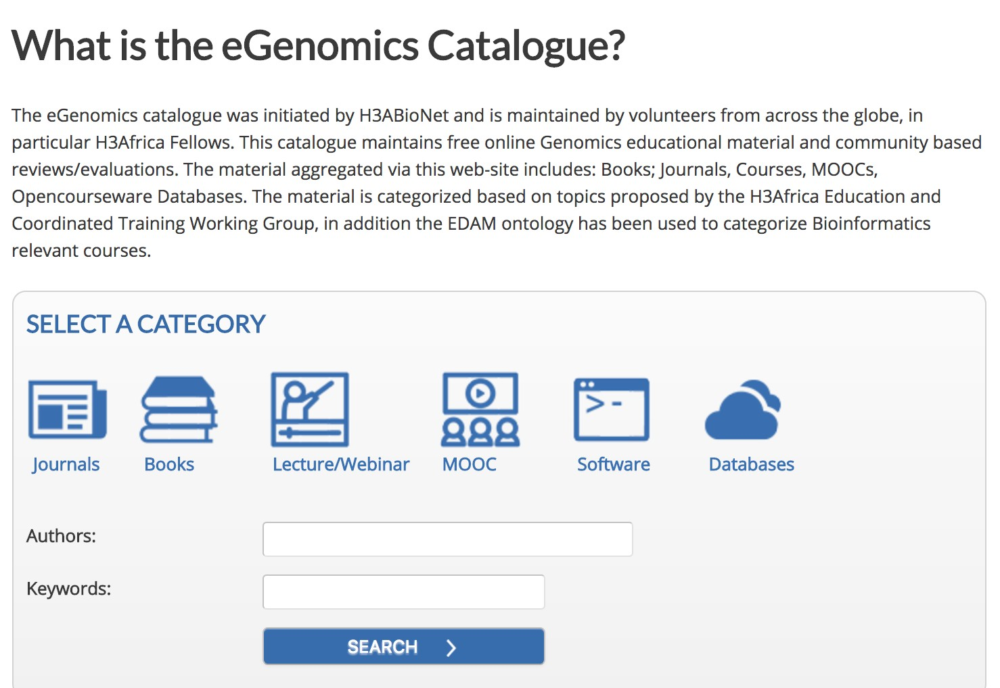 What is the eGenomics Catalogue?
The eGenomics catalogue was initiated by H3ABioNet and is maintained by volunteers from across the globe, in
particular H3Africa Fellows. This catalogue maintains free online Genomics educational material and community based
reviews/evaluations. The material aggregated via this web-site includes: Books; Journals, Courses, MOOCs,
Opencourseware Databases. The material is categorized based on topics proposed by the H3Africa Education and
Coordinated Training Working Group, in addition the EDAM ontology has been used to categorize Bioinformatics
relevant courses.
SELECT A CATEGORY
Journals Books Lecture/Webinar MOOC Software Databases
Authors:
Keywords:
SEARCH